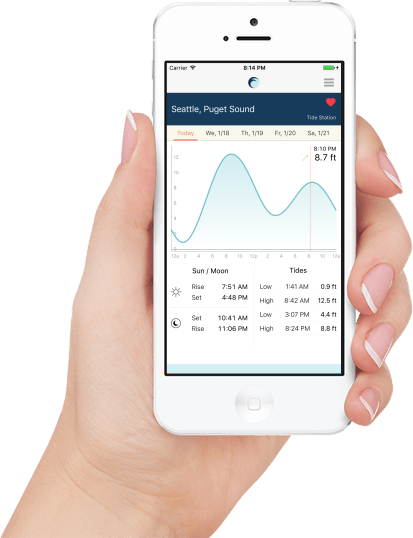 Carrier 8:14 PM
Seattle, Puget Sound
Tide Station
Today We, 1/18 Th, 1/19 Fr, 1/20 Sa, 1/21
8:10 PM
8.7 ft
12
10
8
6
4
2
0
12a 2 4 6 8 10 12p 2 4 6 8 10 12a
Sun / Moon Tides
Rise 7:51 AM Low 1:41 AM 0.9 ft
Set 4:48 PM High 8:42 AM 12.5 ft
Set 10:41 AM Low 3:07 PM 4.4 ft
Rise 11:06 PM High 8:24 PM 8.8 ft